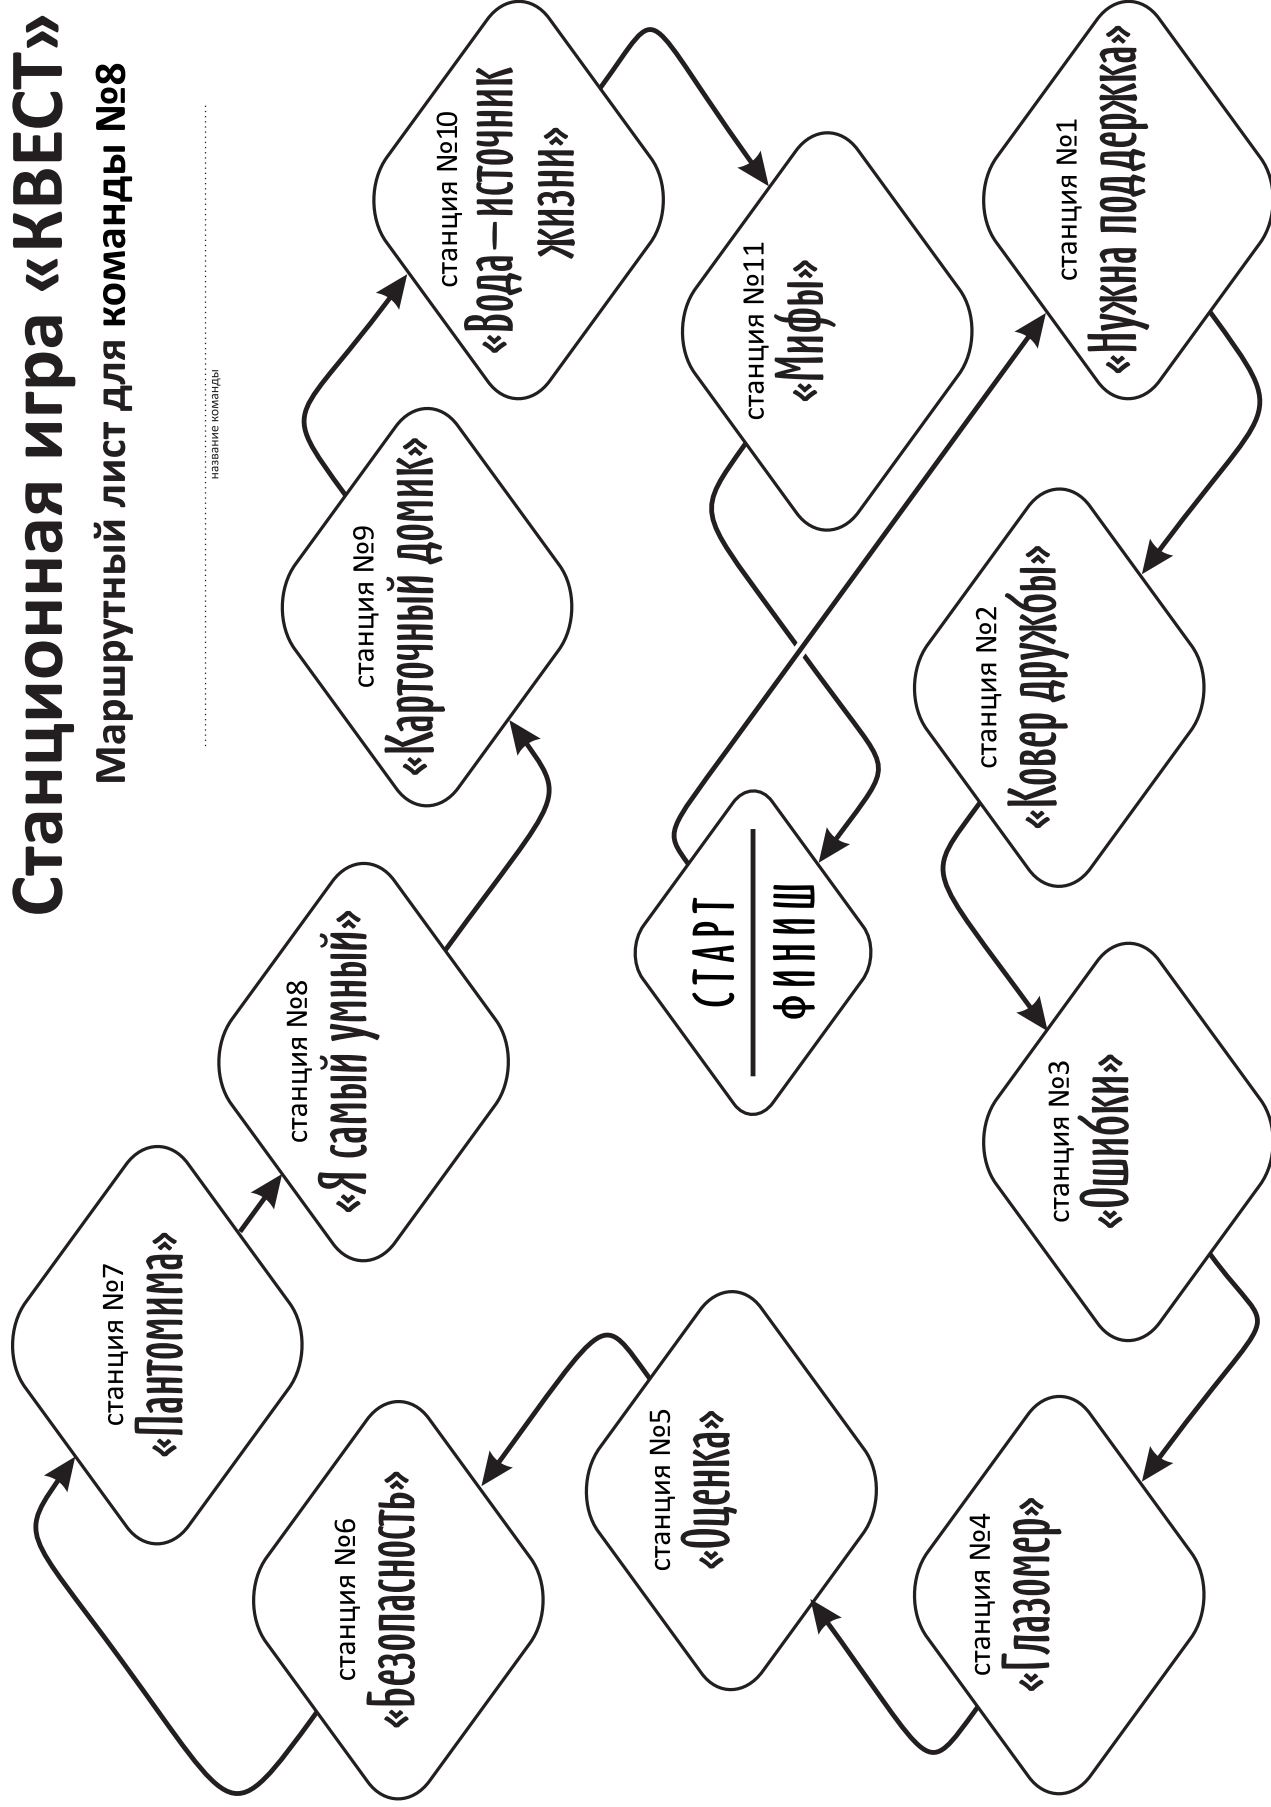 Станционная игра «КВЕСТ»
Маршрутный лист для команды №8
название команды
СТАРТ
ФИНИШ
станция №1
«Нужна поддержка»
станция №2
«Ковер дружбы»
станция №3
«Ошибки»
станция №4
«Глазомер»
станция №5
«Оценка»
станция №6
«Безопасность»
станция №7
«Пантомима»
станция №8
«Я самый умный»
станция №9
«Карточный домик»
станция №10
«Вода – источник
жизни»
станция №11
«Мифы»